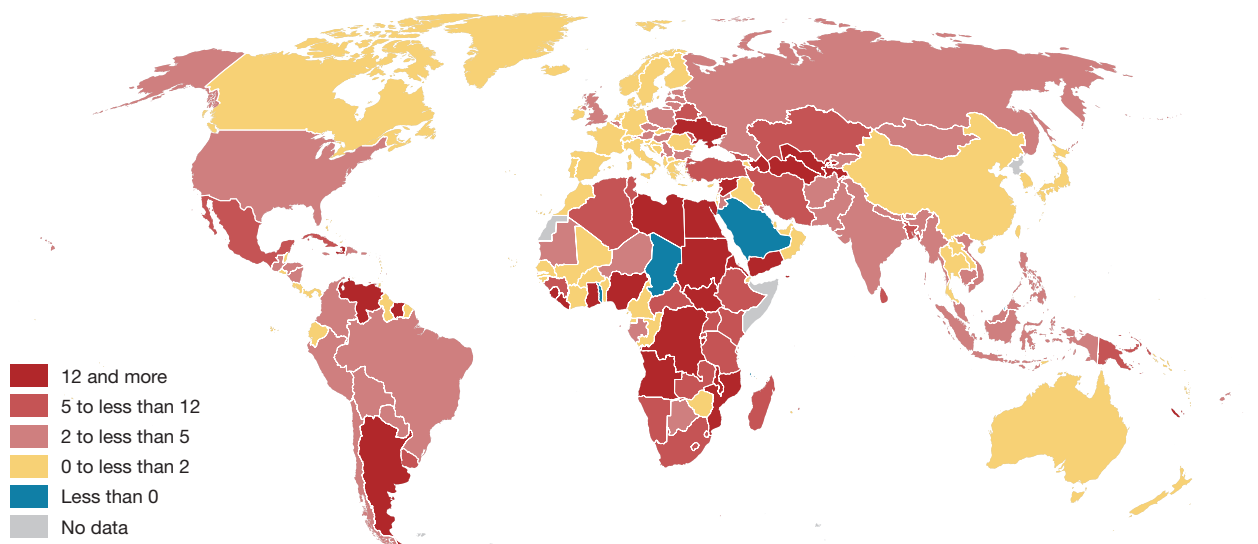 12 and more
5 to less than 12
2 to less than 5
0 to less than 2
Less than 0
No data